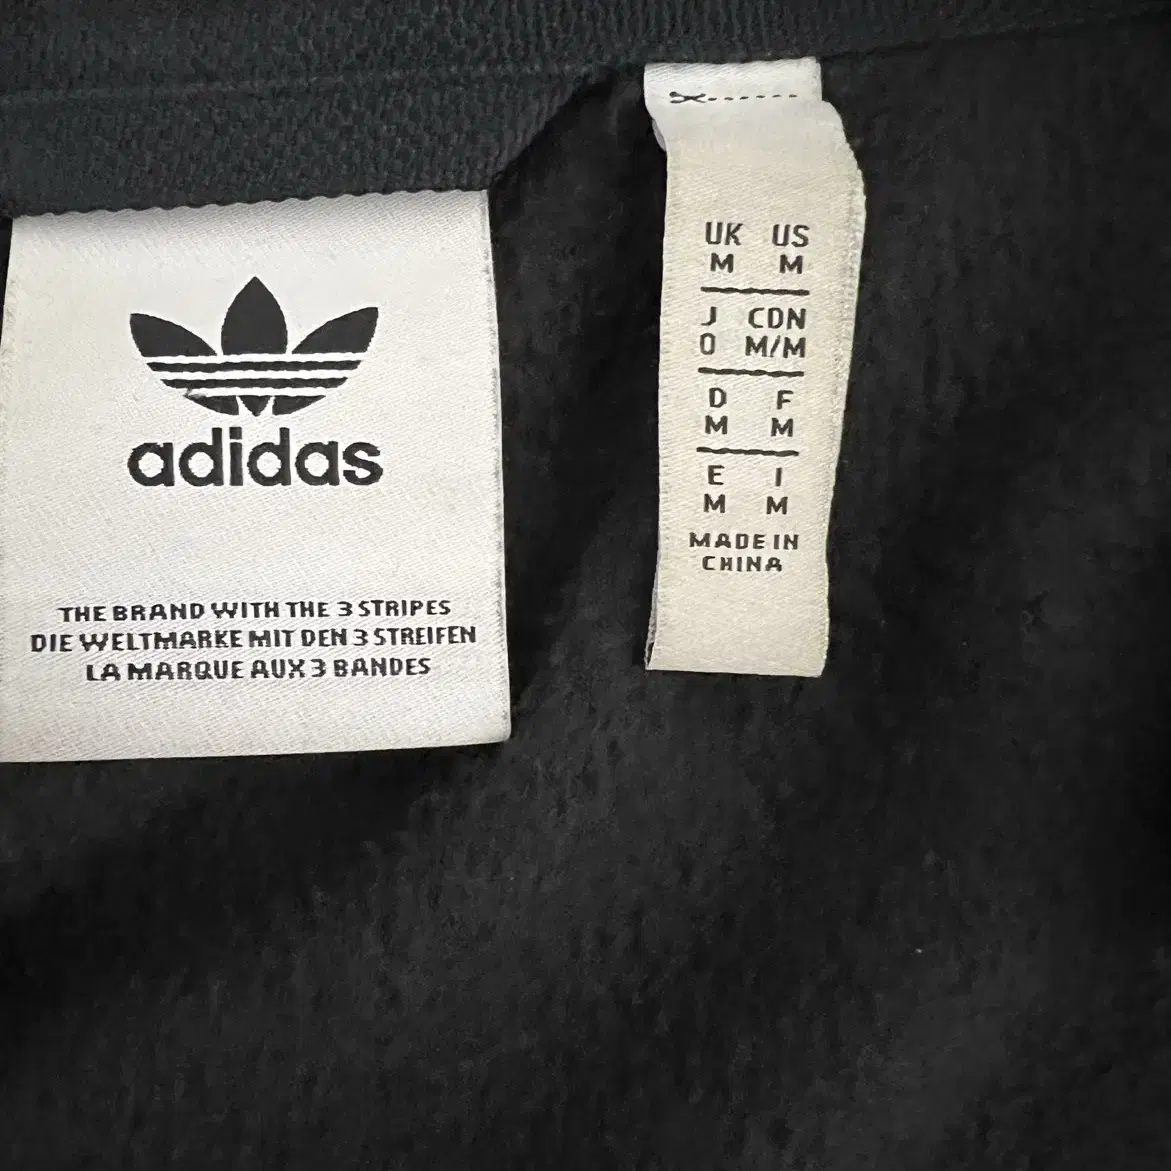 adidas
THE BRAND WITH THE 3 STRIPES
DIE WELTMARKE MIT DEN 3 STREIFEN
LA MARQUE AUX 3 BANDES
UK US
M M
J CDN
O M/M
D F
M M
E I
M M
MADE IN
CHINA